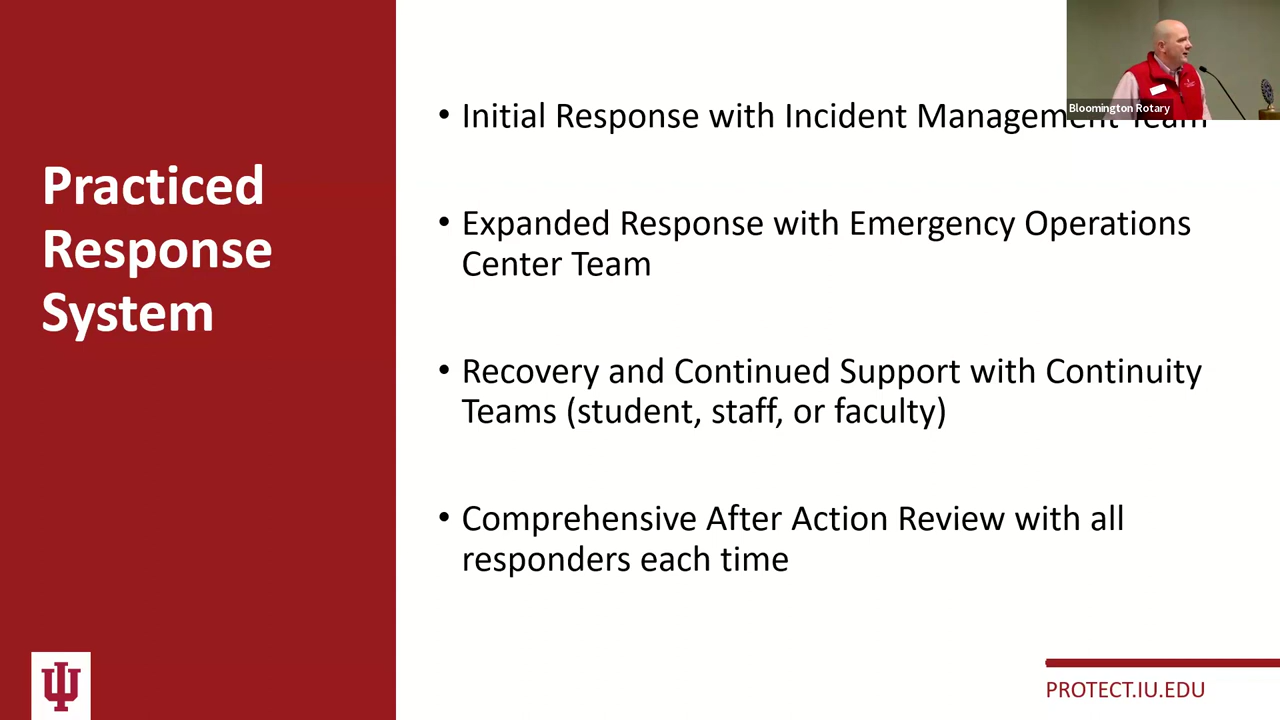 Practiced
Response
System
• Initial Response with Incident Management Team
Bloomington Rotary
• Expanded Response with Emergency Operations
Center Team
• Recovery and Continued Support with Continuity
Teams (student, staff, or faculty)
• Comprehensive After Action Review with all
responders each time
PROTECT.IU.EDU